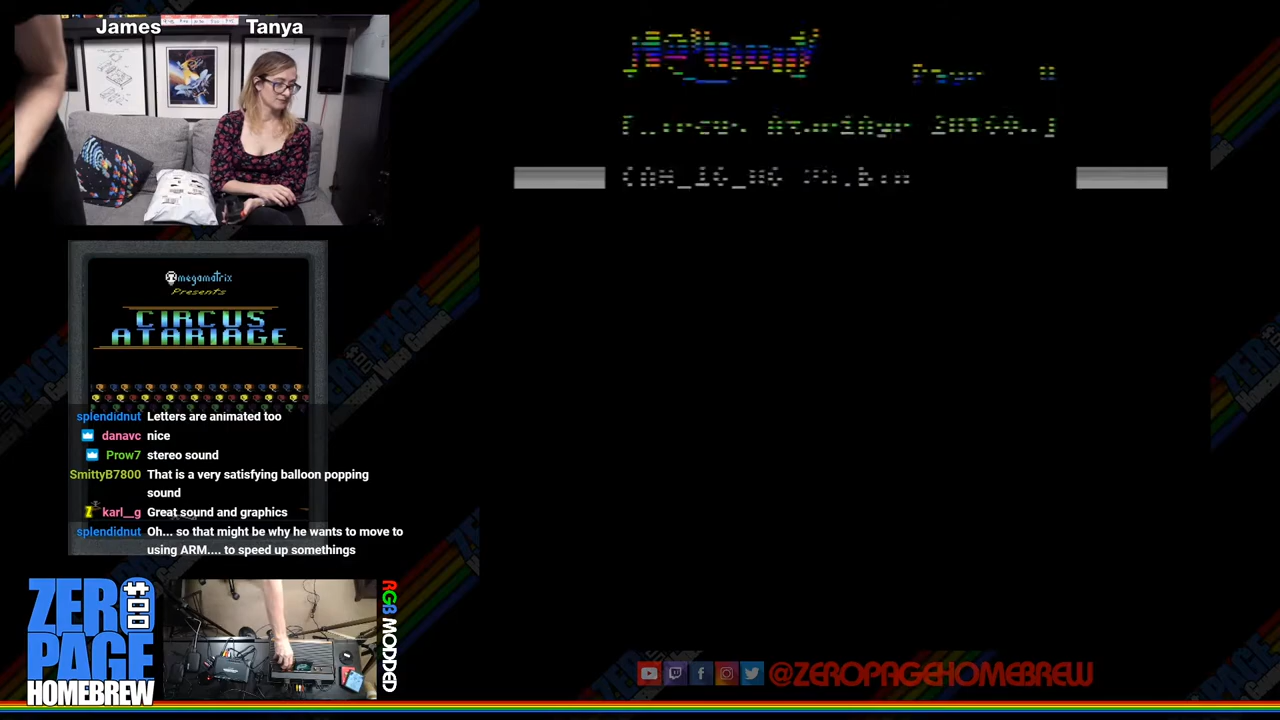 James
Tanya
megamatrix
Presents
CIRCUS
ATARIAGE
splendidnut Letters are animated too
danavc nice
Prow7 stereo sound
SmittyB7800 That is a very satisfying balloon popping
sound
karl__g Great sound and graphics
splendidnut Oh... so that might be why he wants to move to
using ARM.... to speed up somethings
ZERO
PAGE
$00
HOMEBREW
RGB MODDED
@ZEROPAGEHOMEBREW